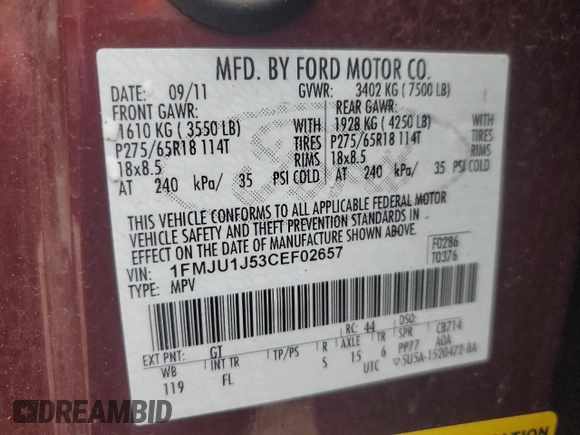 MFD. BY FORD MOTOR CO.
DATE: 09/11 GVWR: 3402 KG ( 7500 LB)
FRONT GAWR: REAR GAWR:
1610 KG ( 3550 LB) WITH 1928 KG ( 4250 LB) WITH
P275/65R18 114T TIRES P275/65R18 114T TIRES
18x8.5 RIMS 18x8.5 RIMS
AT 240 kPa/ 35 PSI COLD AT 240 kPa/ 35 PSI COLD
THIS VEHICLE CONFORMS TO ALL APPLICABLE FEDERAL MOTOR
VEHICLE SAFETY AND THEFT PREVENTION STANDARDS IN
EFFECT ON THE DATE OF MANUFACTURE SHOWN ABOVE.
VIN: 1FMJU1J53CEF02657 F0286
TYPE: MPV T0376
RC: 44 DSO:
EXT PNT: GT TP/PS R AXLE TR SPR CB714
WB INT TR S 15 6 PP77 AOA
119 FL UTC 5U5A-1520472-BA
DREAMBID